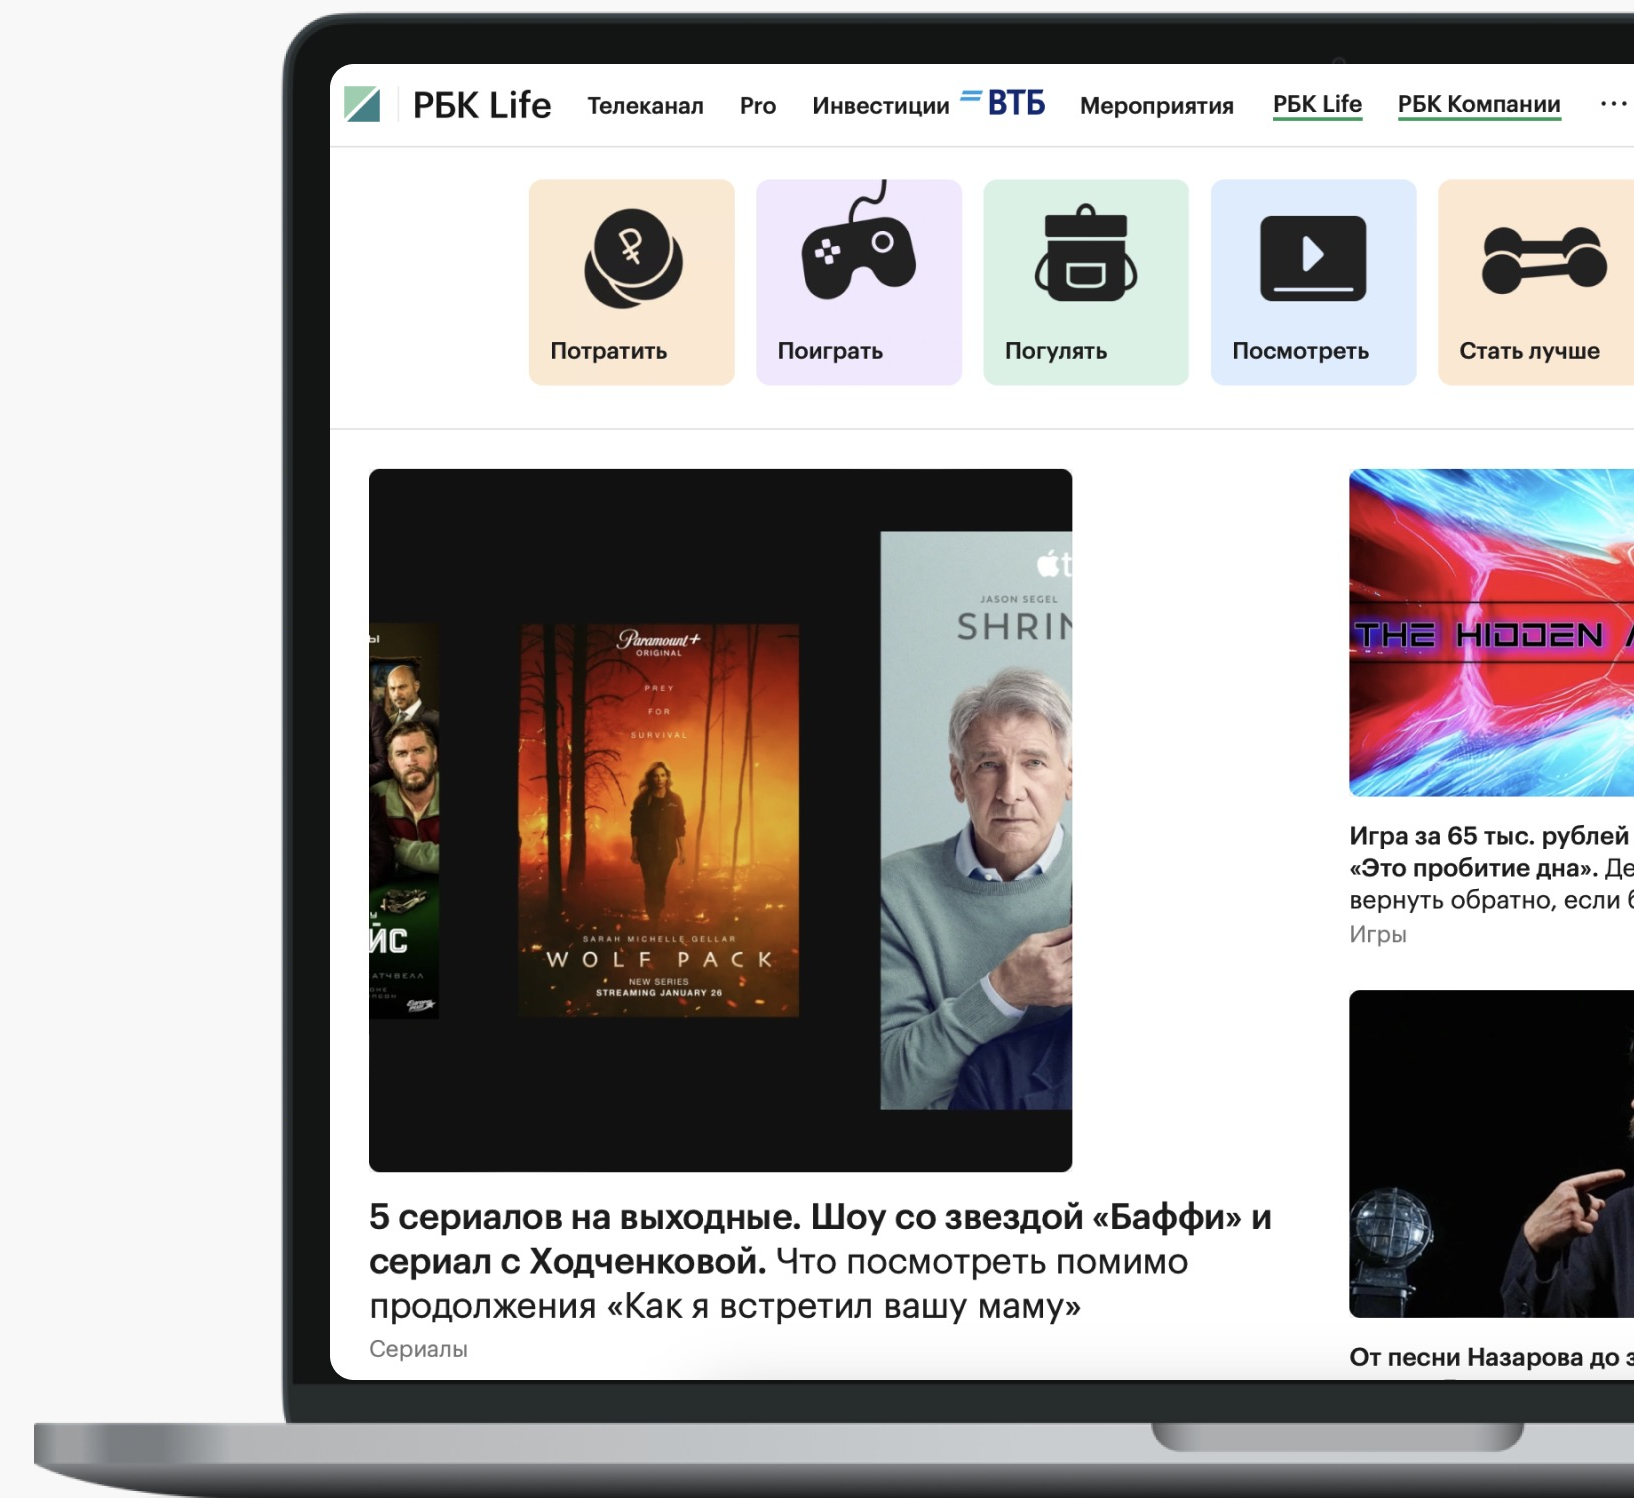 РБК Life
Телеканал
Pro
Инвестиции
ВТБ
Мероприятия
РБК Life
РБК Компании
Потратить
Поиграть
Погулять
Посмотреть
Стать лучше
Paramount+
ORIGINAL
PREY
FOR
SURVIVAL
SARAH MICHELLE GELLAR
WOLF PACK
NEW SERIES
STREAMING JANUARY 26
JASON SEGEL
SHRIN
5 сериалов на выходные. Шоу со звездой «Баффи» и
сериал с Ходченковой. Что посмотреть помимо
продолжения «Как я встретил вашу маму»
Сериалы
THE HIDDEN
Игра за 65 тыс. рублей
«Это пробитие дна». Де
вернуть обратно, если
Игры
От песни Назарова до